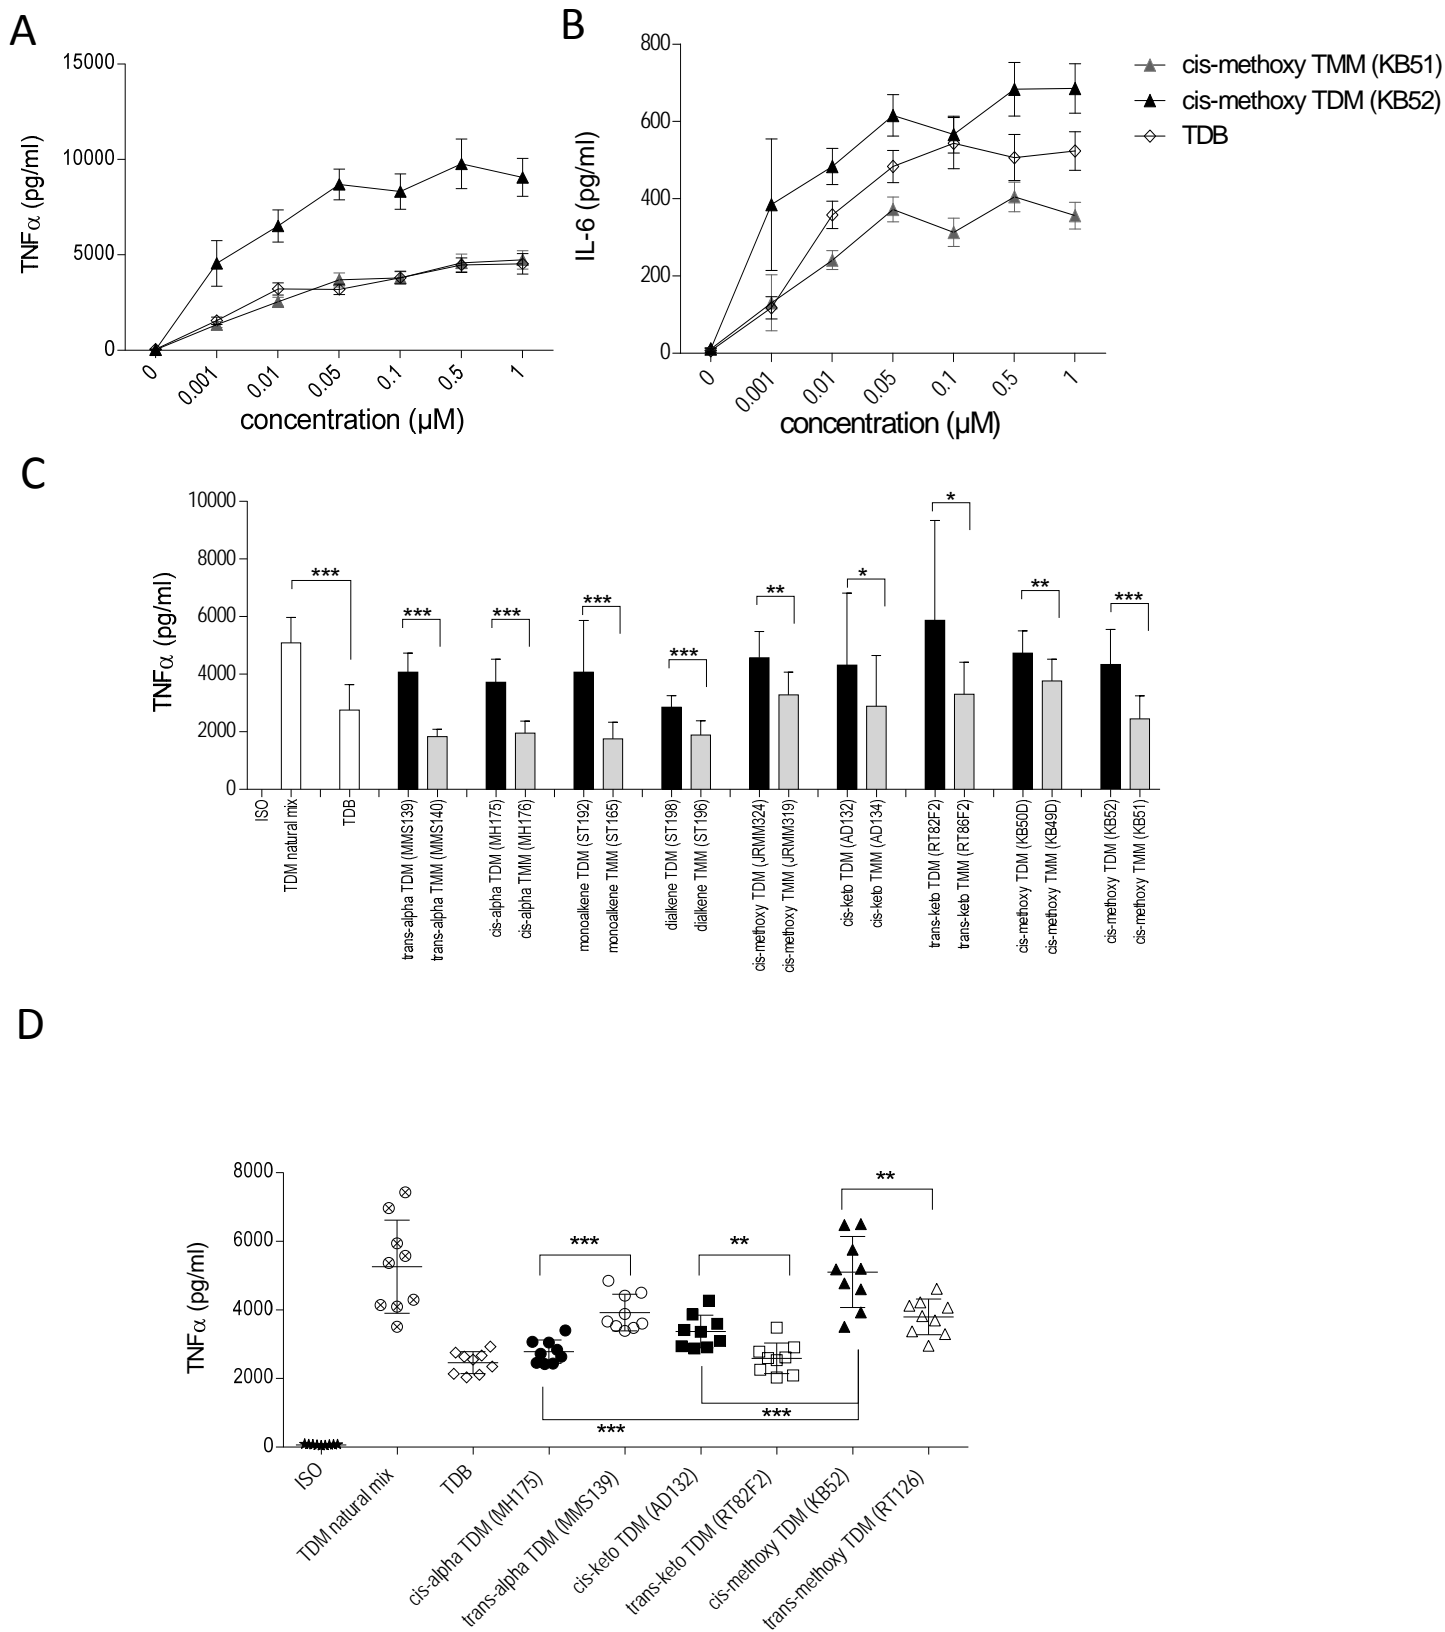 A
15000
10000
5000
0
TNFα (pg/ml)
0
0.001
0.01
0.05
0.1
0.5
1
concentration (µM)
B
800
600
400
200
0
IL-6 (pg/ml)
0
0.001
0.01
0.05
0.1
0.5
1
concentration (µM)
cis-methoxy TMM (KB51)
cis-methoxy TDM (KB52)
TDB
C
10000
8000
6000
4000
2000
0
TNFα (pg/ml)
***
***
***
***
***
**
*
*
**
***
ISO
TDM natural mix
TDB
trans-alpha TDM (MMS139)
trans-alpha TMM (MMS140)
cis-alpha TDM (MH175)
cis-alpha TMM (MH176)
monoalkene TDM (ST192)
monoalkene TMM (ST165)
dialkene TDM (ST198)
dialkene TMM (ST196)
cis-methoxy TDM (JRMM324)
cis-methoxy TMM (JRMM319)
cis-keto TDM (AD132)
cis-keto TMM (AD134)
trans-keto TDM (RT82F2)
trans-keto TMM (RT86F2)
cis-methoxy TDM (KB50D)
cis-methoxy TMM (KB49D)
cis-methoxy TDM (KB52)
cis-methoxy TMM (KB51)
D
8000
6000
4000
2000
0
TNFα (pg/ml)
***
**
**
***
***
ISO
TDM natural mix
TDB
cis-alpha TDM (MH175)
trans-alpha TDM (MMS139)
cis-keto TDM (AD132)
trans-keto TDM (RT82F2)
cis-methoxy TDM (KB52)
trans-methoxy TDM (RT126)